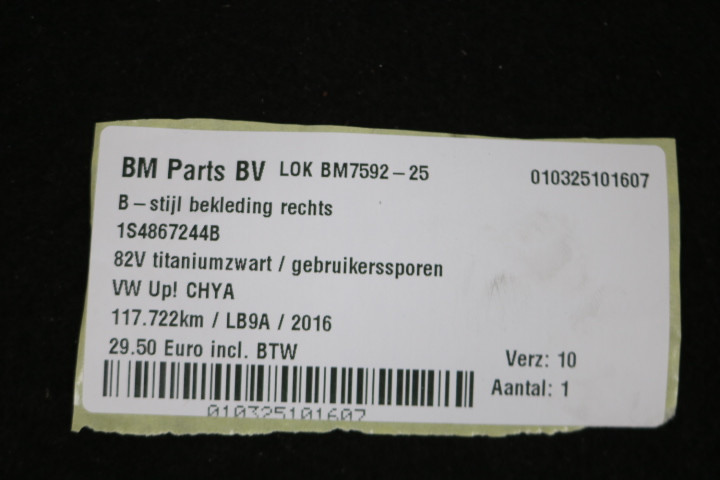 BM Parts BV LOK BM7592-25 010325101607
B-stijl bekleding rechts
1S4867244B
82V titaniumzwart / gebruikerssporen
VW Up! CHYA
117.722km / LB9A / 2016
29.50 Euro incl. BTW
Verz: 10
Aantal: 1
010325101607